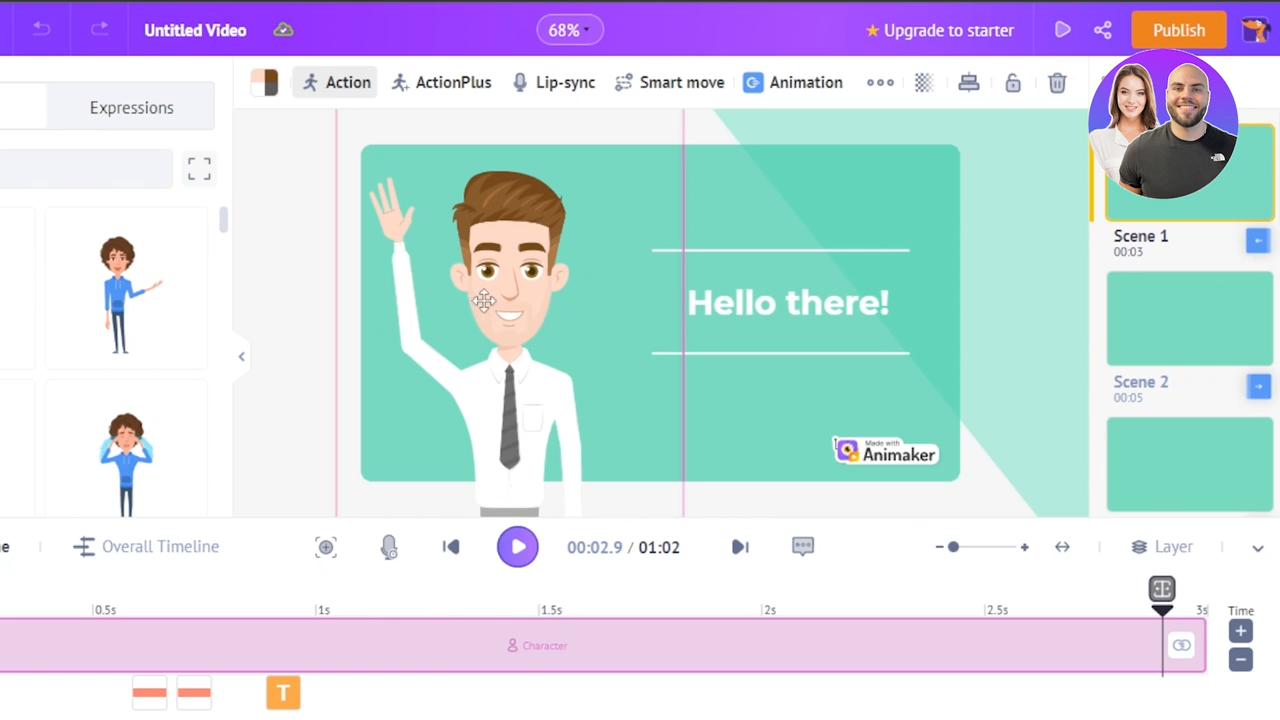 Untitled Video
68%
Upgrade to starter
Publish
Action
ActionPlus
Lip-sync
Smart move
Animation
Expressions
Hello there!
Made with
Animaker
Scene 1
00:03
Scene 2
00:05
Overall Timeline
00:02.9 / 01:02
Layer
0.5s
1s
1.5s
2s
2.5s
3s
Time
Character
T